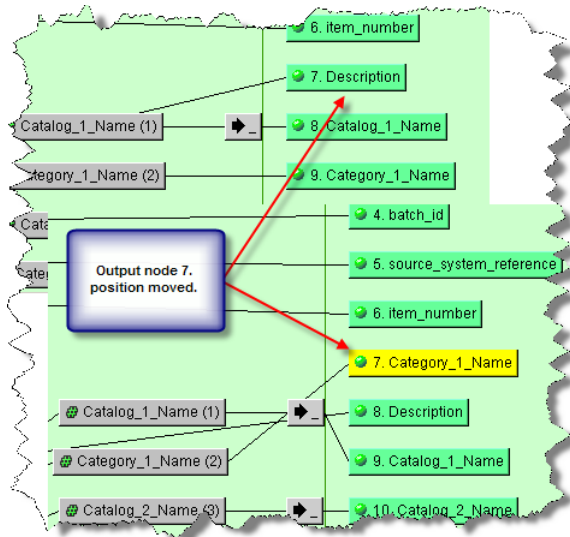 6. item_number
7. Description
Catalog_1_Name (1)
8. Catalog_1_Name
Category_1_Name (2)
9. Category_1_Name
4. batch_id
Output node 7.
position moved.
5. source_system_reference
6. item_number
7. Category_1_Name
Catalog_1_Name (1)
8. Description
Category_1_Name (2)
9. Catalog_1_Name
Catalog_2_Name (3)
10. Catalog_2_Name